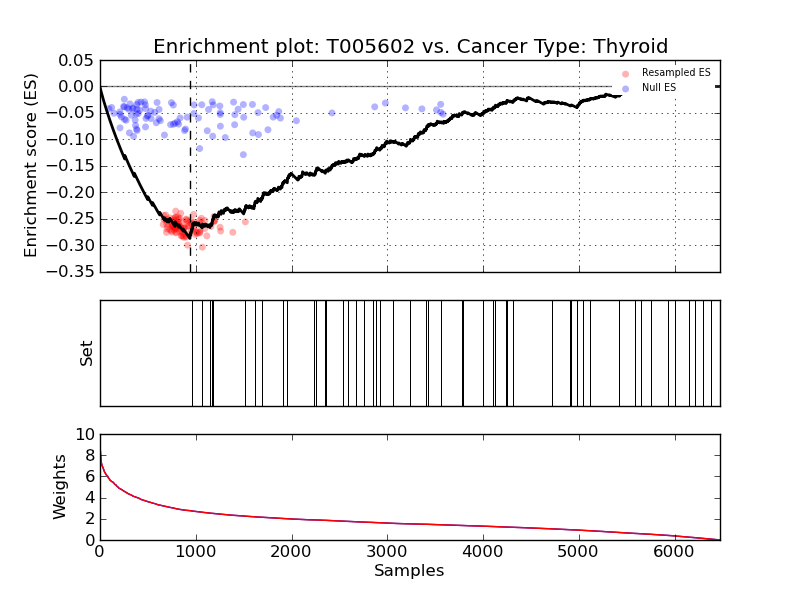 Enrichment plot: T005602 vs. Cancer Type: Thyroid
Enrichment score (ES)
0.05
0.00
−0.05
−0.10
−0.15
−0.20
−0.25
−0.30
−0.35
Resampled ES
Null ES
Set
Weights
10
8
6
4
2
0
0 1000 2000 3000 4000 5000 6000
Samples